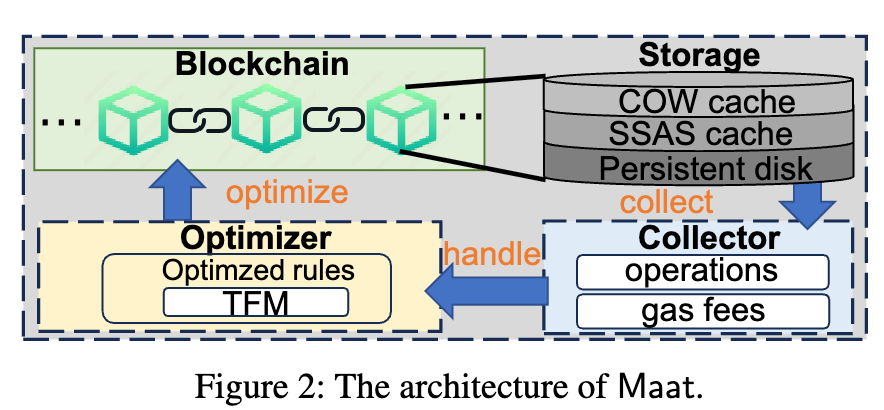 Blockchain
Storage
...
...
COW cache
SSAS cache
Persistent disk
optimize
collect
Optimizer
handle
Collector
Optimzed rules
TFM
operations
gas fees
Figure 2: The architecture of Maat.